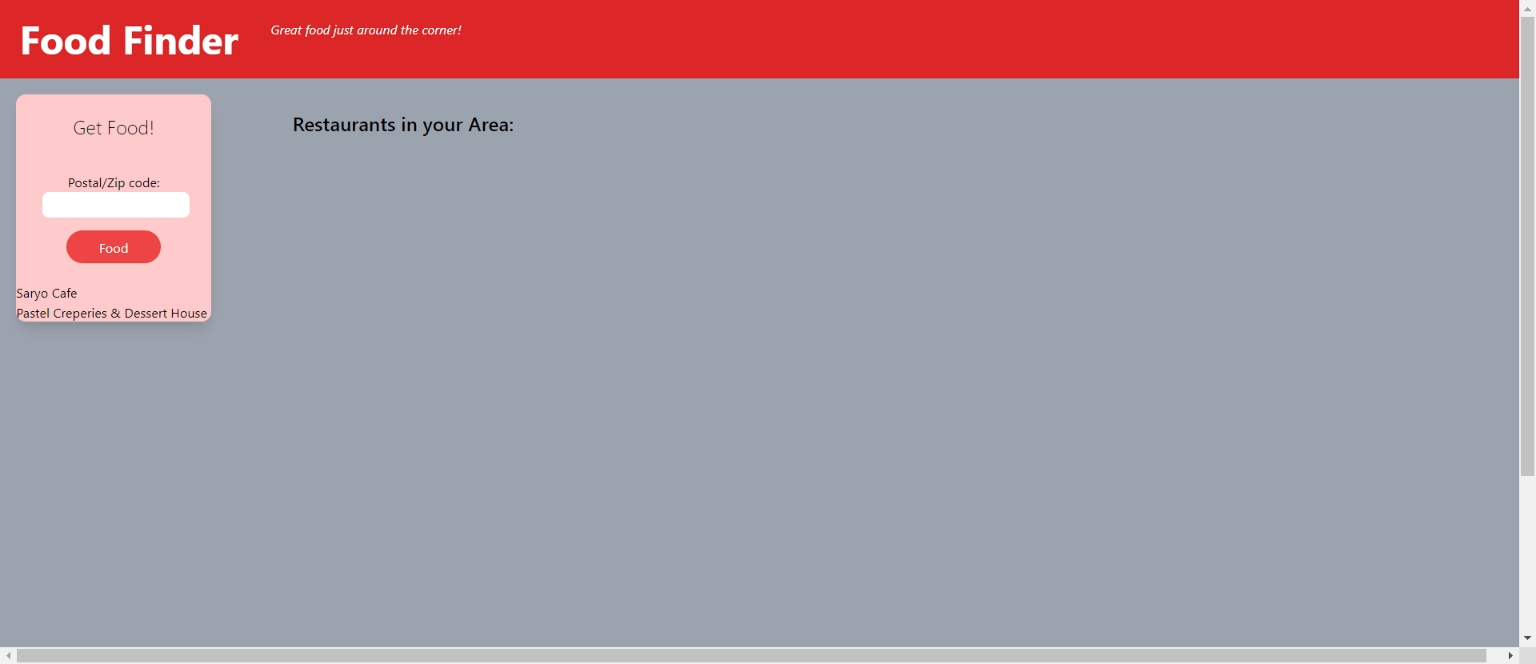 Food Finder
Great food just around the corner!
Get Food!
Restaurants in your Area:
Postal/Zip code:
Food
Saryo Cafe
Pastel Creperies & Dessert House